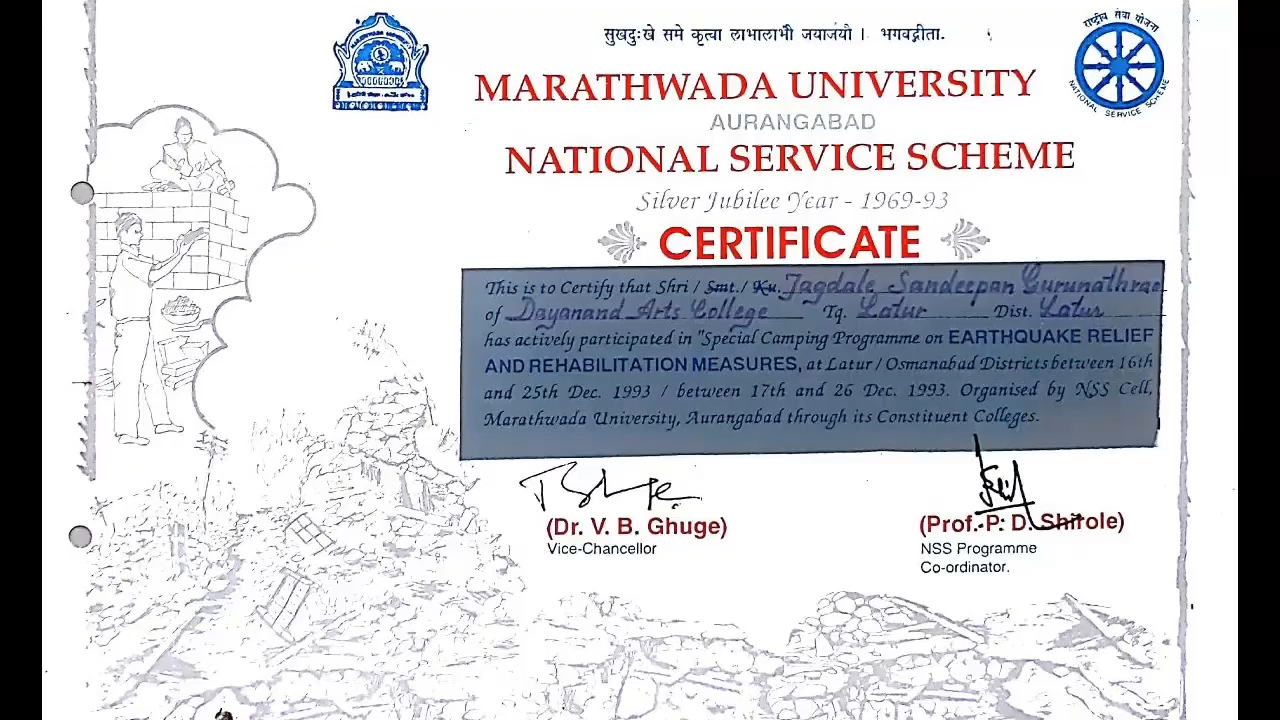 सुखदुःखे समे कृत्वा लाभालाभौ जयाजयौ । भगवद्गीता.
राष्ट्रीय सेवा योजना
NATIONAL SERVICE SCHEME
MARATHWADA UNIVERSITY
AURANGABAD
NATIONAL SERVICE SCHEME
Silver Jubilee Year - 1969-93
CERTIFICATE
This is to Certify that Shri / Smt./ Ku. Jagdale Sandeepan Gurunathrao
of Dayanand Arts College Tq. Latur Dist. Latur
has actively participated in "Special Camping Programme on EARTHQUAKE RELIEF
AND REHABILITATION MEASURES, at Latur / Osmanabad Districts between 16th
and 25th Dec. 1993 / between 17th and 26 Dec. 1993. Organised by NSS Cell,
Marathwada University, Aurangabad through its Constituent Colleges.
(Dr. V. B. Ghuge)
Vice-Chancellor
(Prof. P. D. Shirole)
NSS Programme
Co-ordinator.